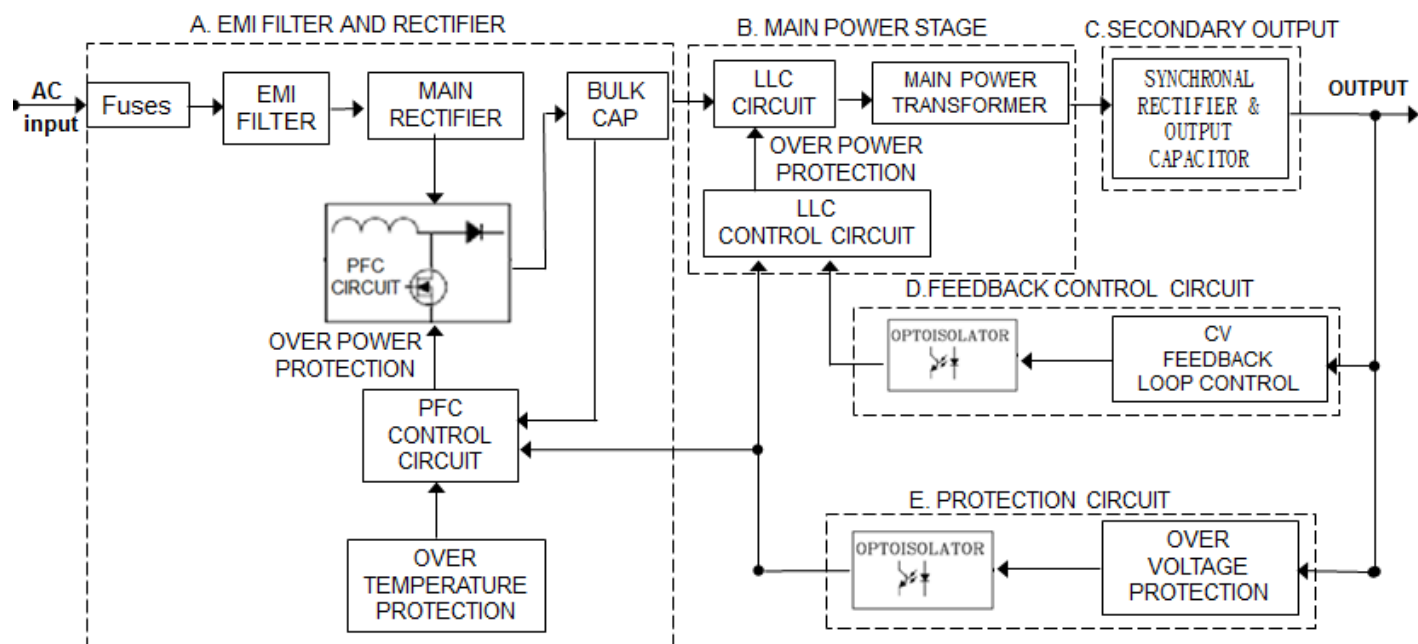 A. EMI FILTER AND RECTIFIER
B. MAIN POWER STAGE
C.SECONDARY OUTPUT
AC
input
Fuses
EMI
FILTER
MAIN
RECTIFIER
BULK
CAP
LLC
CIRCUIT
MAIN POWER
TRANSFORMER
SYNCHRONAL
RECTIFIER &
OUTPUT
CAPACITOR
OUTPUT
OVER POWER
PROTECTION
LLC
CONTROL CIRCUIT
PFC
CIRCUIT
OVER POWER
PROTECTION
D.FEEDBACK CONTROL CIRCUIT
OPTOISOLATOR
CV
FEEDBACK
LOOP CONTROL
PFC
CONTROL
CIRCUIT
E. PROTECTION CIRCUIT
OPTOISOLATOR
OVER
VOLTAGE
PROTECTION
OVER
TEMPERATURE
PROTECTION